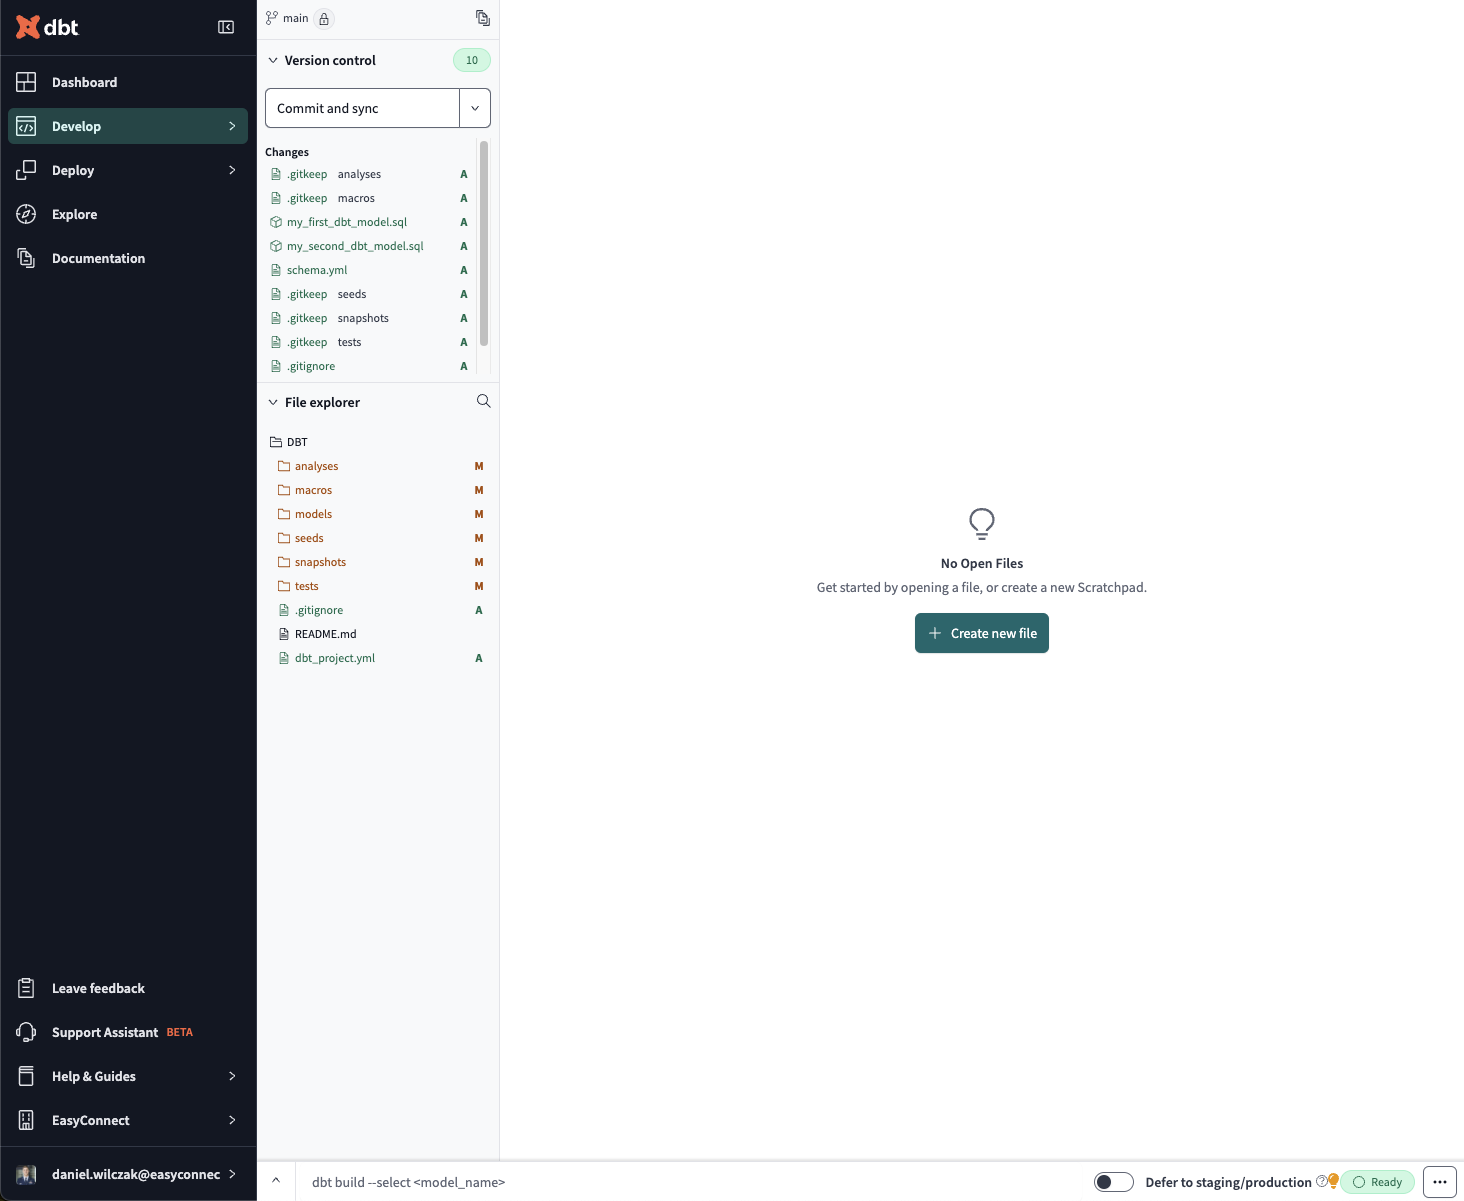 dbt
Dashboard
Develop
Deploy
Explore
Documentation
Leave feedback
Support Assistant BETA
Help & Guides
EasyConnect
daniel.wilczak@easyconnec
main
Version control 10
Commit and sync
Changes
.gitkeep analyses A
.gitkeep macros A
my_first_dbt_model.sql A
my_second_dbt_model.sql A
schema.yml A
.gitkeep seeds A
.gitkeep snapshots A
.gitkeep tests A
.gitignore A
File explorer
DBT
analyses M
macros M
models M
seeds M
snapshots M
tests M
.gitignore A
README.md
dbt_project.yml A
No Open Files
Get started by opening a file, or create a new Scratchpad.
Create new file
dbt build --select <model_name>
Defer to staging/production
Ready